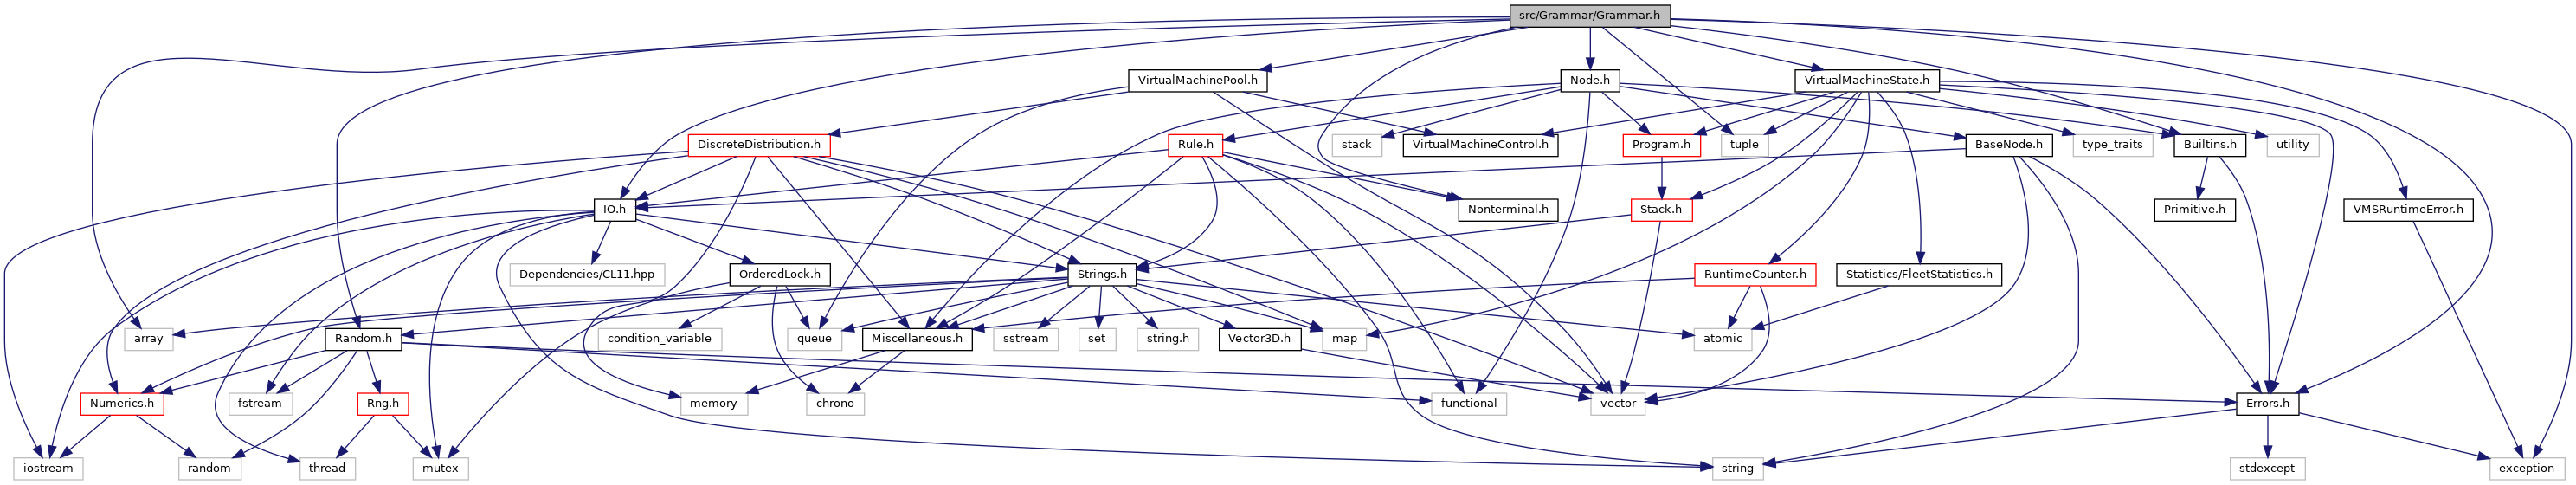 src/Grammar/Grammar.h
VirtualMachinePool.h
Node.h
VirtualMachineState.h
DiscreteDistribution.h
Rule.h
stack
VirtualMachineControl.h
Program.h
tuple
BaseNode.h
type_traits
Builtins.h
utility
IO.h
Nonterminal.h
Stack.h
Primitive.h
VMSRuntimeError.h
Dependencies/CL11.hpp
OrderedLock.h
Strings.h
RuntimeCounter.h
Statistics/FleetStatistics.h
array
Random.h
condition_variable
queue
Miscellaneous.h
sstream
set
string.h
Vector3D.h
map
atomic
Numerics.h
fstream
Rng.h
memory
chrono
functional
vector
Errors.h
iostream
random
thread
mutex
string
stdexcept
exception